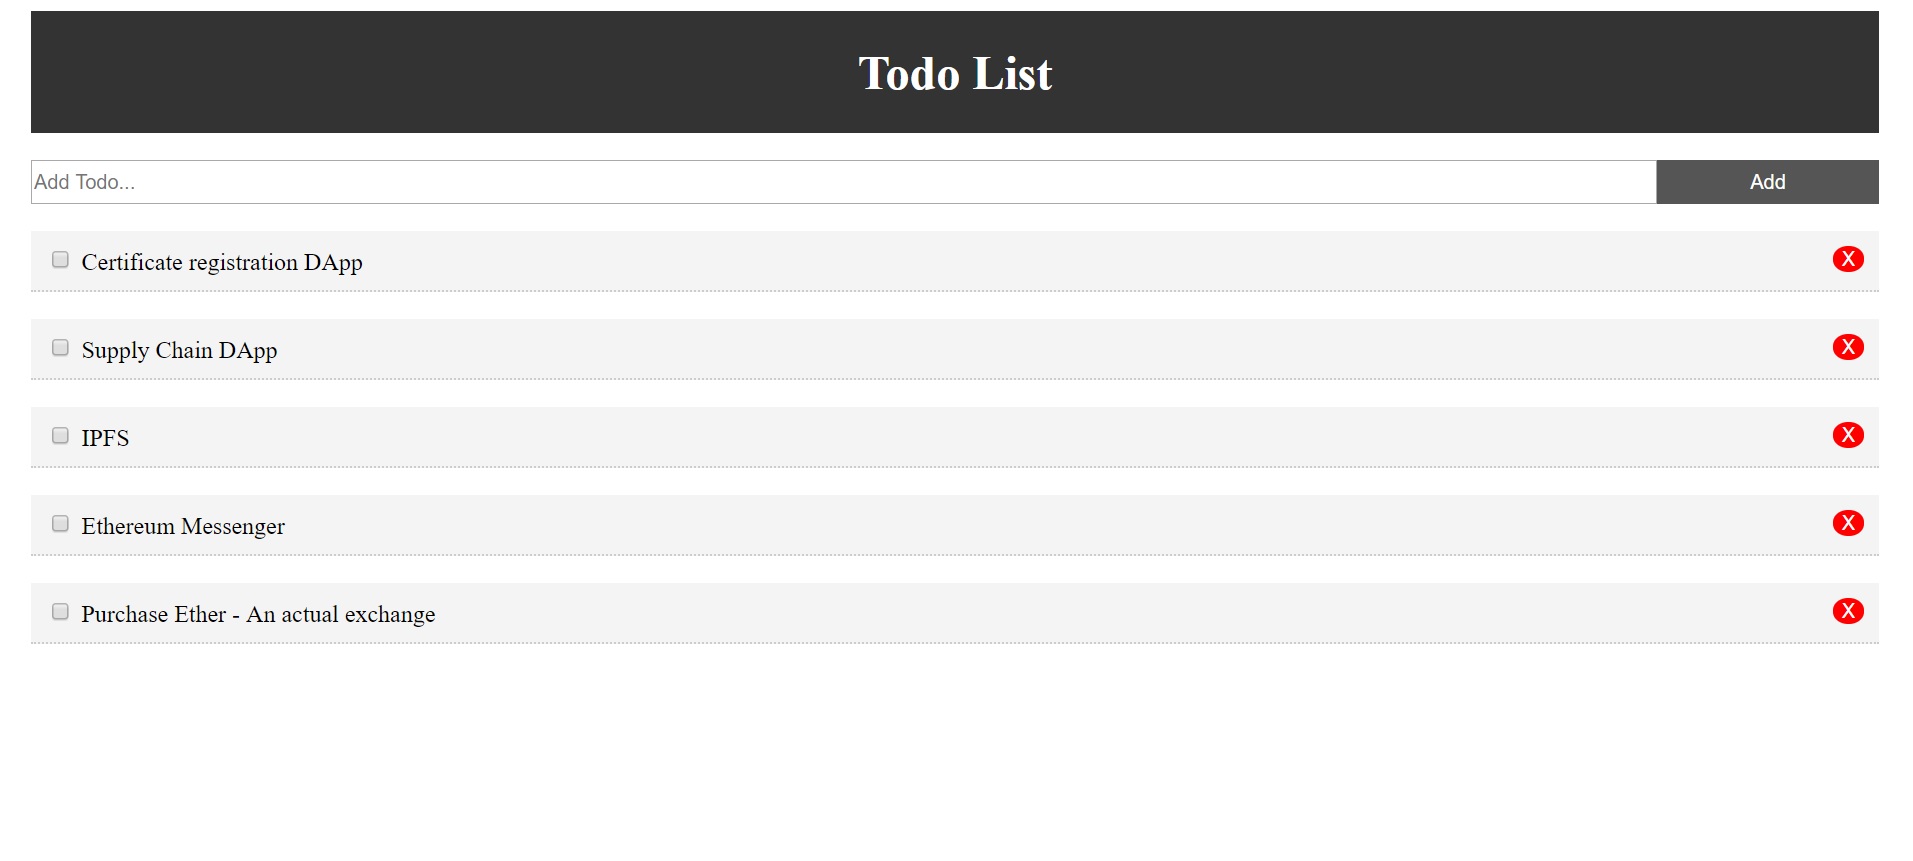 Todo List
Add Todo...
Add
Certificate registration DApp
X
Supply Chain DApp
X
IPFS
X
Ethereum Messenger
X
Purchase Ether - An actual exchange
X